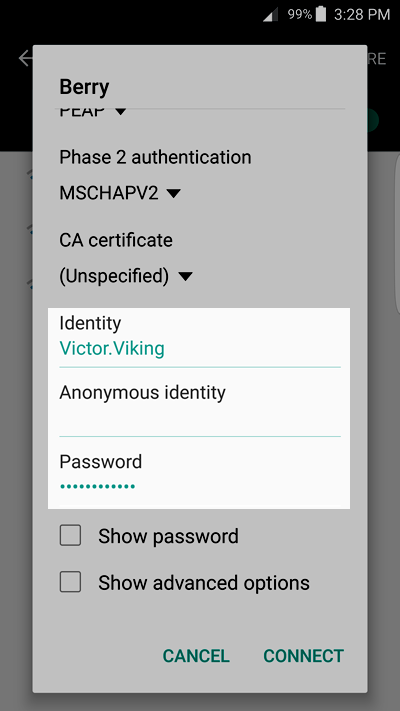 99% 3:28 PM
RE
Berry
PEAP
Phase 2 authentication
MSCHAPV2
CA certificate
(Unspecified)
Identity
Victor.Viking
Anonymous identity
Password
••••••••••••
Show password
Show advanced options
CANCEL CONNECT